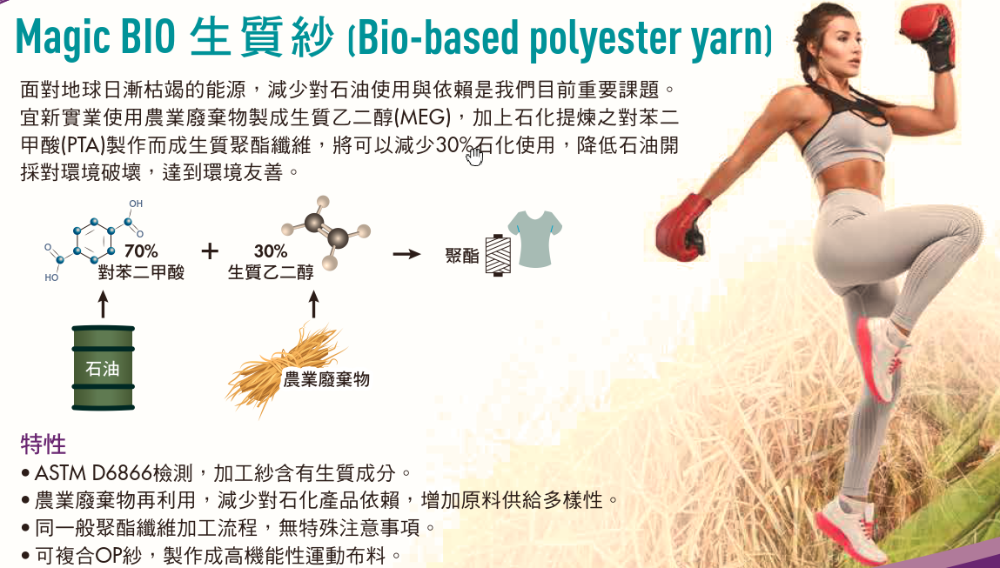 Magic BIO 生質紗 (Bio-based polyester yarn)
面對地球日漸枯竭的能源，減少對石油使用與依賴是我們目前重要課題。
宜新實業使用農業廢棄物製成生質乙二醇(MEG)，加上石化提煉之對苯二
甲酸(PTA)製作而成生質聚酯纖維，將可以減少30%石化使用，降低石油開
採對環境破壞，達到環境友善。
OH
O
O
HO
70%
對苯二甲酸
+
30%
生質乙二醇
聚酯
石油
農業廢棄物
特性
• ASTM D6866檢測，加工紗含有生質成分。
• 農業廢棄物再利用，減少對石化產品依賴，增加原料供給多樣性。
• 同一般聚酯纖維加工流程，無特殊注意事項。
• 可複合OP紗，製作成高機能性運動布料。